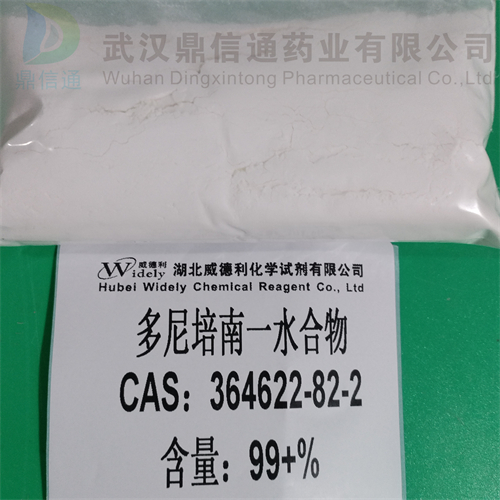 武汉鼎信通药业有限公司
鼎信通
Wuhan Dingxintong Pharmaceutical Co.,Ltd
Widely 威德利 湖北威德利化学试剂有限公司
Hubei Widely Chemical Reagent Co., Ltd
多尼培南一水合物
CAS：364622-82-2
含量：99+%